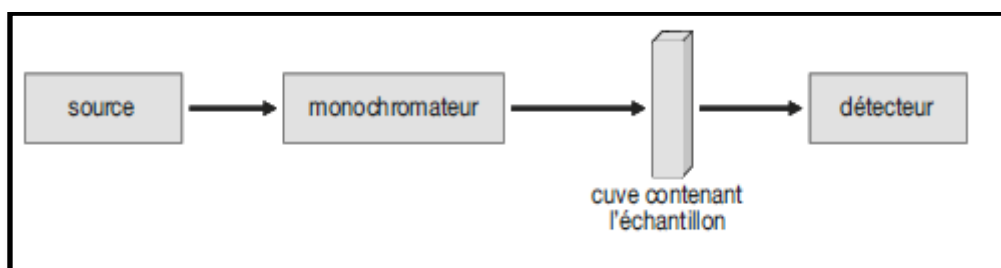 source
monochromateur
détecteur
cuve contenant
l'échantillon